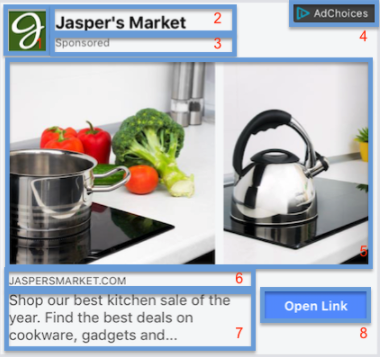 1
Jasper's Market
2
Sponsored
3
AdChoices
4
5
JASPERSMARKET.COM
6
Shop our best kitchen sale of the
year. Find the best deals on
cookware, gadgets and...
7
Open Link
8